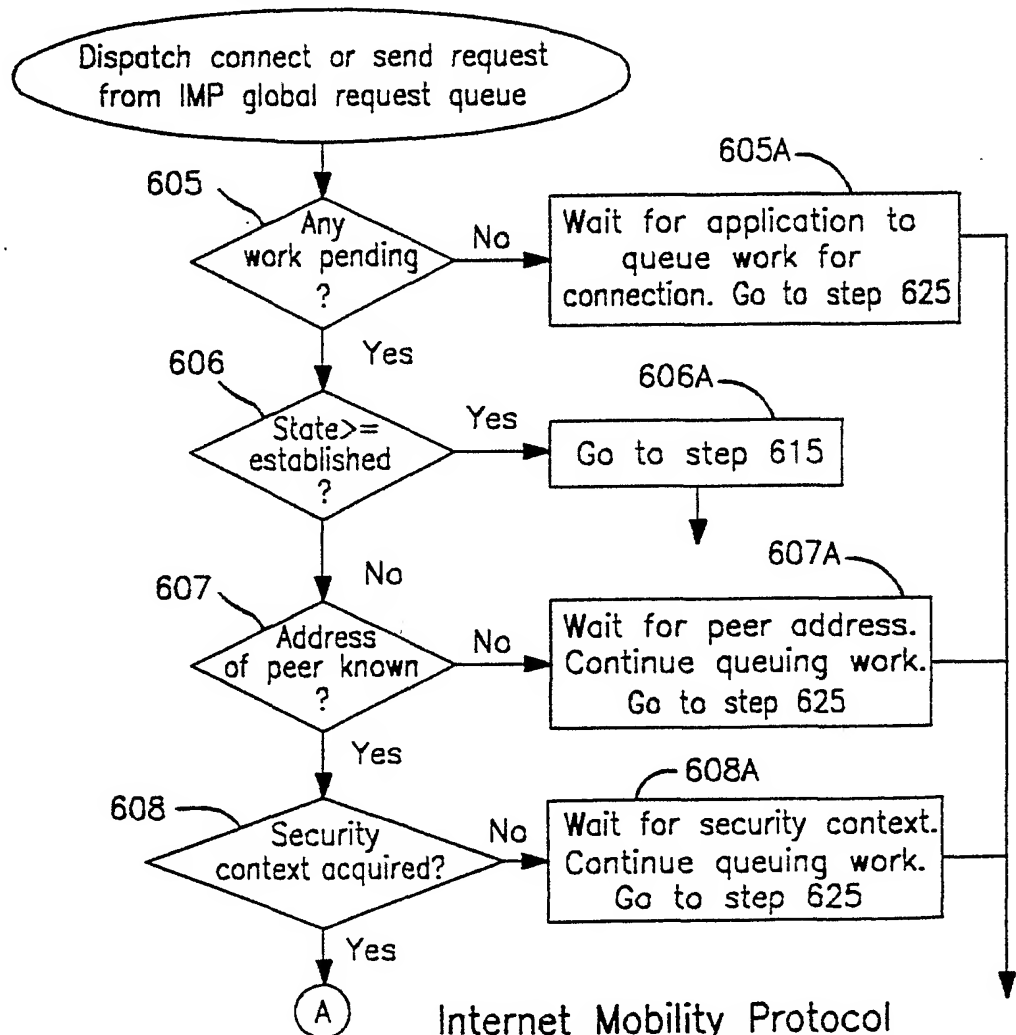 Dispatch connect or send request
from IMP global request queue
605
Any
work pending
?
No
605A
Wait for application to
queue work for
connection. Go to step 625
Yes
606
State>=
established
?
Yes
606A
Go to step 615
No
607
Address
of peer known
?
No
607A
Wait for peer address.
Continue queuing work.
Go to step 625
Yes
608
Security
context acquired?
No
608A
Wait for security context.
Continue queuing work.
Go to step 625
Yes
A
Internet Mobility Protocol